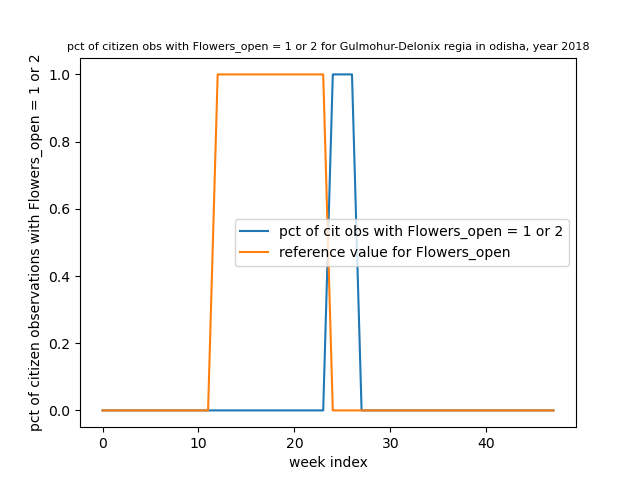 pct of citizen obs with Flowers_open = 1 or 2 for Gulmohur-Delonix regia in odisha, year 2018
pct of citizen observations with Flowers_open = 1 or 2
1.0
0.8
0.6
0.4
0.2
0.0
pct of cit obs with Flowers_open = 1 or 2
reference value for Flowers_open
0 10 20 30 40
week index